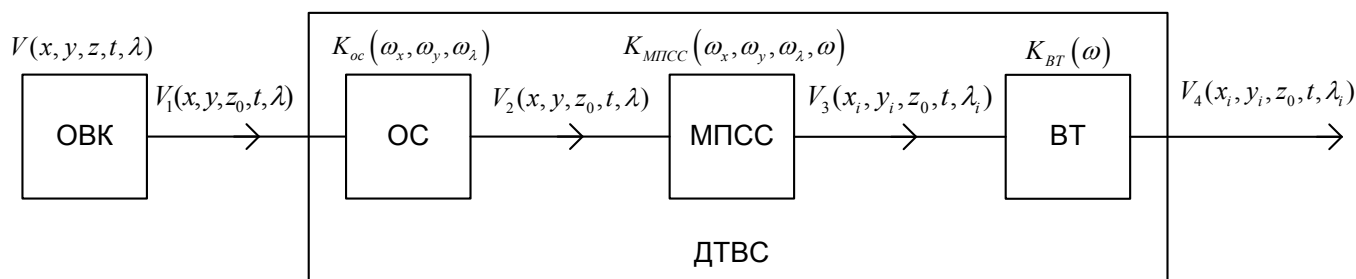 V(x, y, z, t, λ)
K_oc(ω_x, ω_y, ω_λ)
K_МПСС(ω_x, ω_y, ω_λ, ω)
K_BT(ω)
V_1(x, y, z_0, t, λ)
V_2(x, y, z_0, t, λ)
V_3(x_i, y_i, z_0, t, λ_i)
V_4(x_i, y_i, z_0, t, λ_i)
ОВК
ОС
МПСС
ВТ
ДТВС